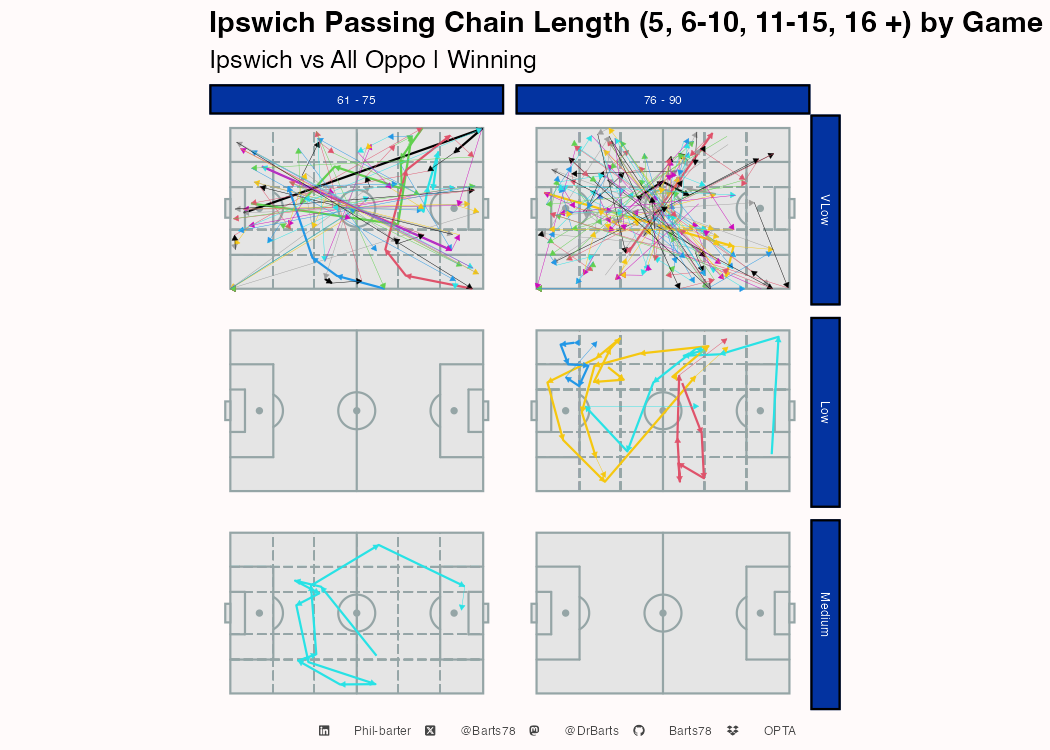 Ipswich Passing Chain Length (5, 6-10, 11-15, 16 +) by Game
Ipswich vs All Oppo I Winning
61 - 75
76 - 90
VLow
Low
Medium
Phil-barter @Barts78 @DrBarts Barts78 OPTA